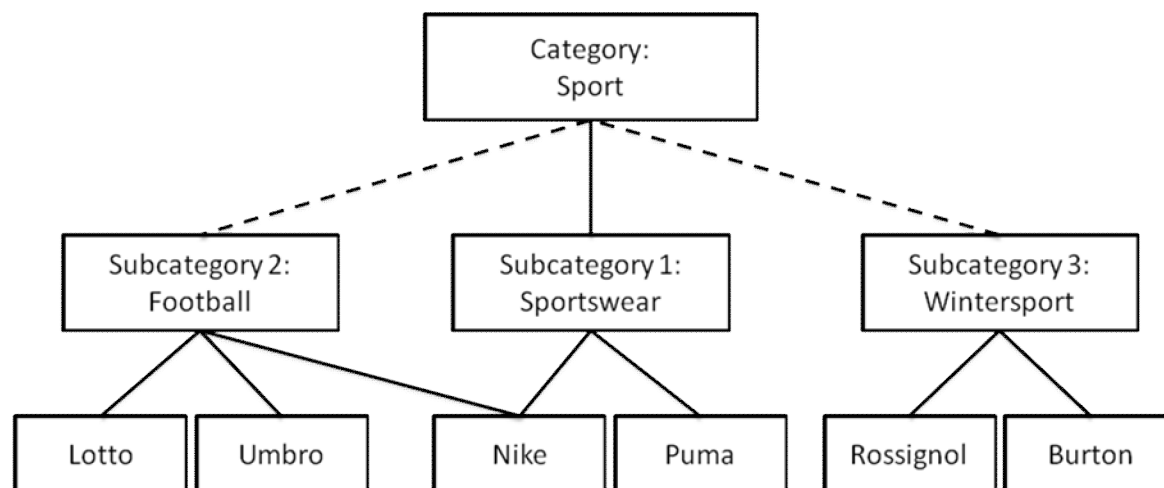 Category:
Sport
Subcategory 2:
Football
Subcategory 1:
Sportswear
Subcategory 3:
Wintersport
Lotto
Umbro
Nike
Puma
Rossignol
Burton